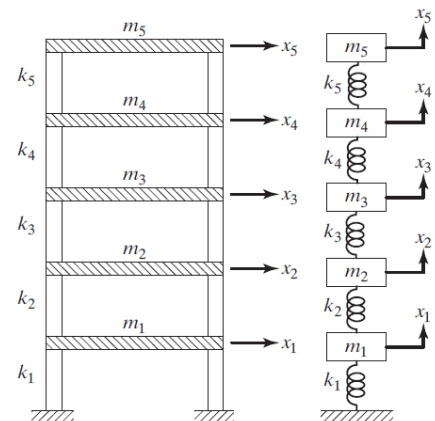 m₅
x₅
k₅
m₄
x₄
k₄
m₃
x₃
k₃
m₂
x₂
k₂
m₁
x₁
k₁
x₅
m₅
k₅
x₄
m₄
k₄
x₃
m₃
k₃
x₂
m₂
k₂
x₁
m₁
k₁